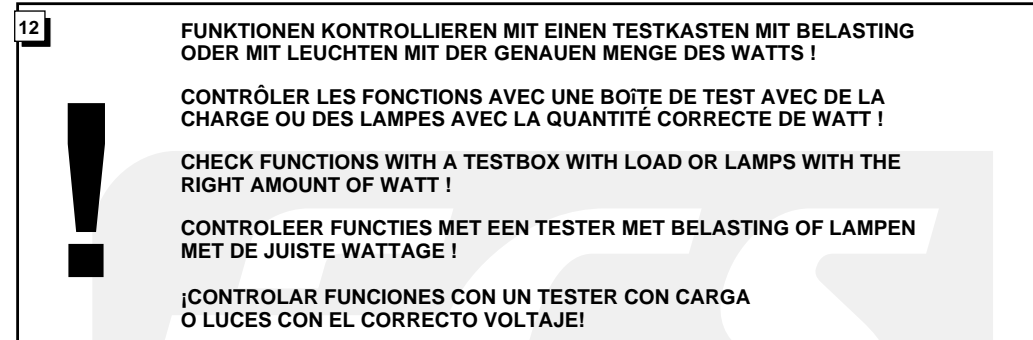 12
FUNKTIONEN KONTROLLIEREN MIT EINEN TESTKASTEN MIT BELASTING
ODER MIT LEUCHTEN MIT DER GENAUEN MENGE DES WATTS !
CONTRÔLER LES FONCTIONS AVEC UNE BOîTE DE TEST AVEC DE LA
CHARGE OU DES LAMPES AVEC LA QUANTITÉ CORRECTE DE WATT !
CHECK FUNCTIONS WITH A TESTBOX WITH LOAD OR LAMPS WITH THE
RIGHT AMOUNT OF WATT !
CONTROLEER FUNCTIES MET EEN TESTER MET BELASTING OF LAMPEN
MET DE JUISTE WATTAGE !
¡CONTROLAR FUNCIONES CON UN TESTER CON CARGA
O LUCES CON EL CORRECTO VOLTAJE!
!